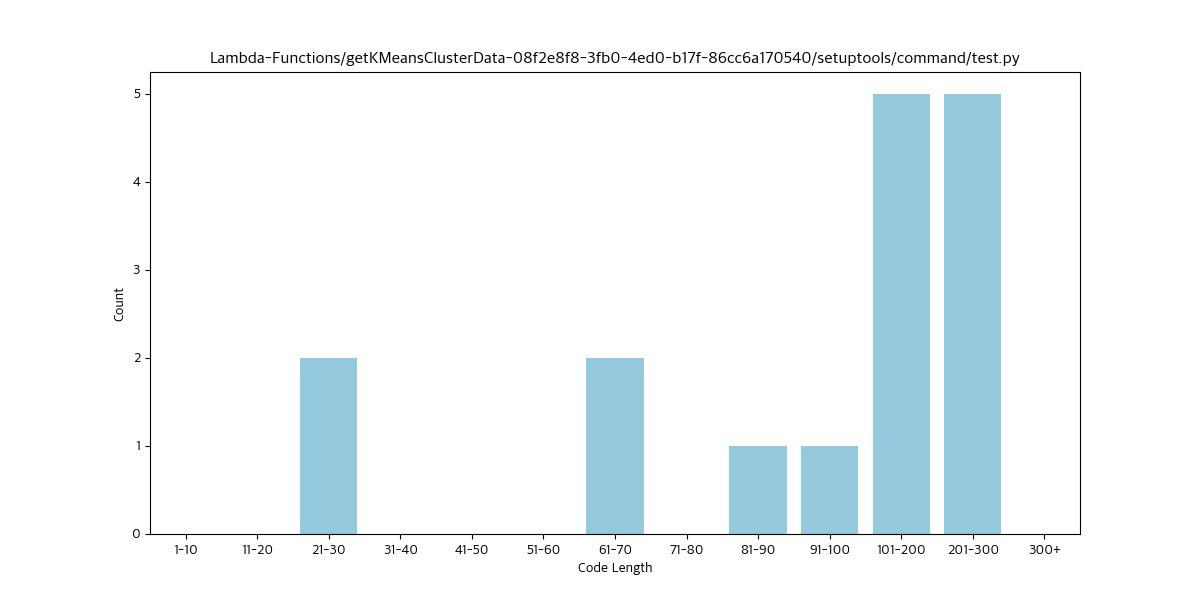 Lambda-Functions/getKMeansClusterData-08f2e8f8-3fb0-4ed0-b17f-86cc6a170540/setuptools/command/test.py
5
4
3
2
1
0
Count
1-10 11-20 21-30 31-40 41-50 51-60 61-70 71-80 81-90 91-100 101-200 201-300 300+
Code Length